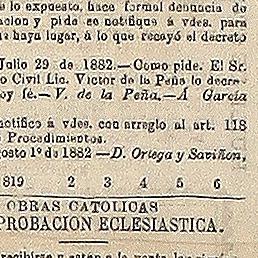 lo expuesto, hace formal denuncia de
acion y pide se notifique á vdes. para
haya lugar, á lo que recayó el decreto
Julio 29 de 1882.—Como pide. El Sr.
o Civil Lic. Victor de la Peña lo decre-
oy fé.—V. de la Peña.—A García
notifico á vdes. con arreglo al art. 118
Procedimientos.
gosto 1º de 1882—D. Ortega y Saviñon,
819 2 3 4 5 6
OBRAS CATOLICAS
PROBACION ECLESIASTICA.